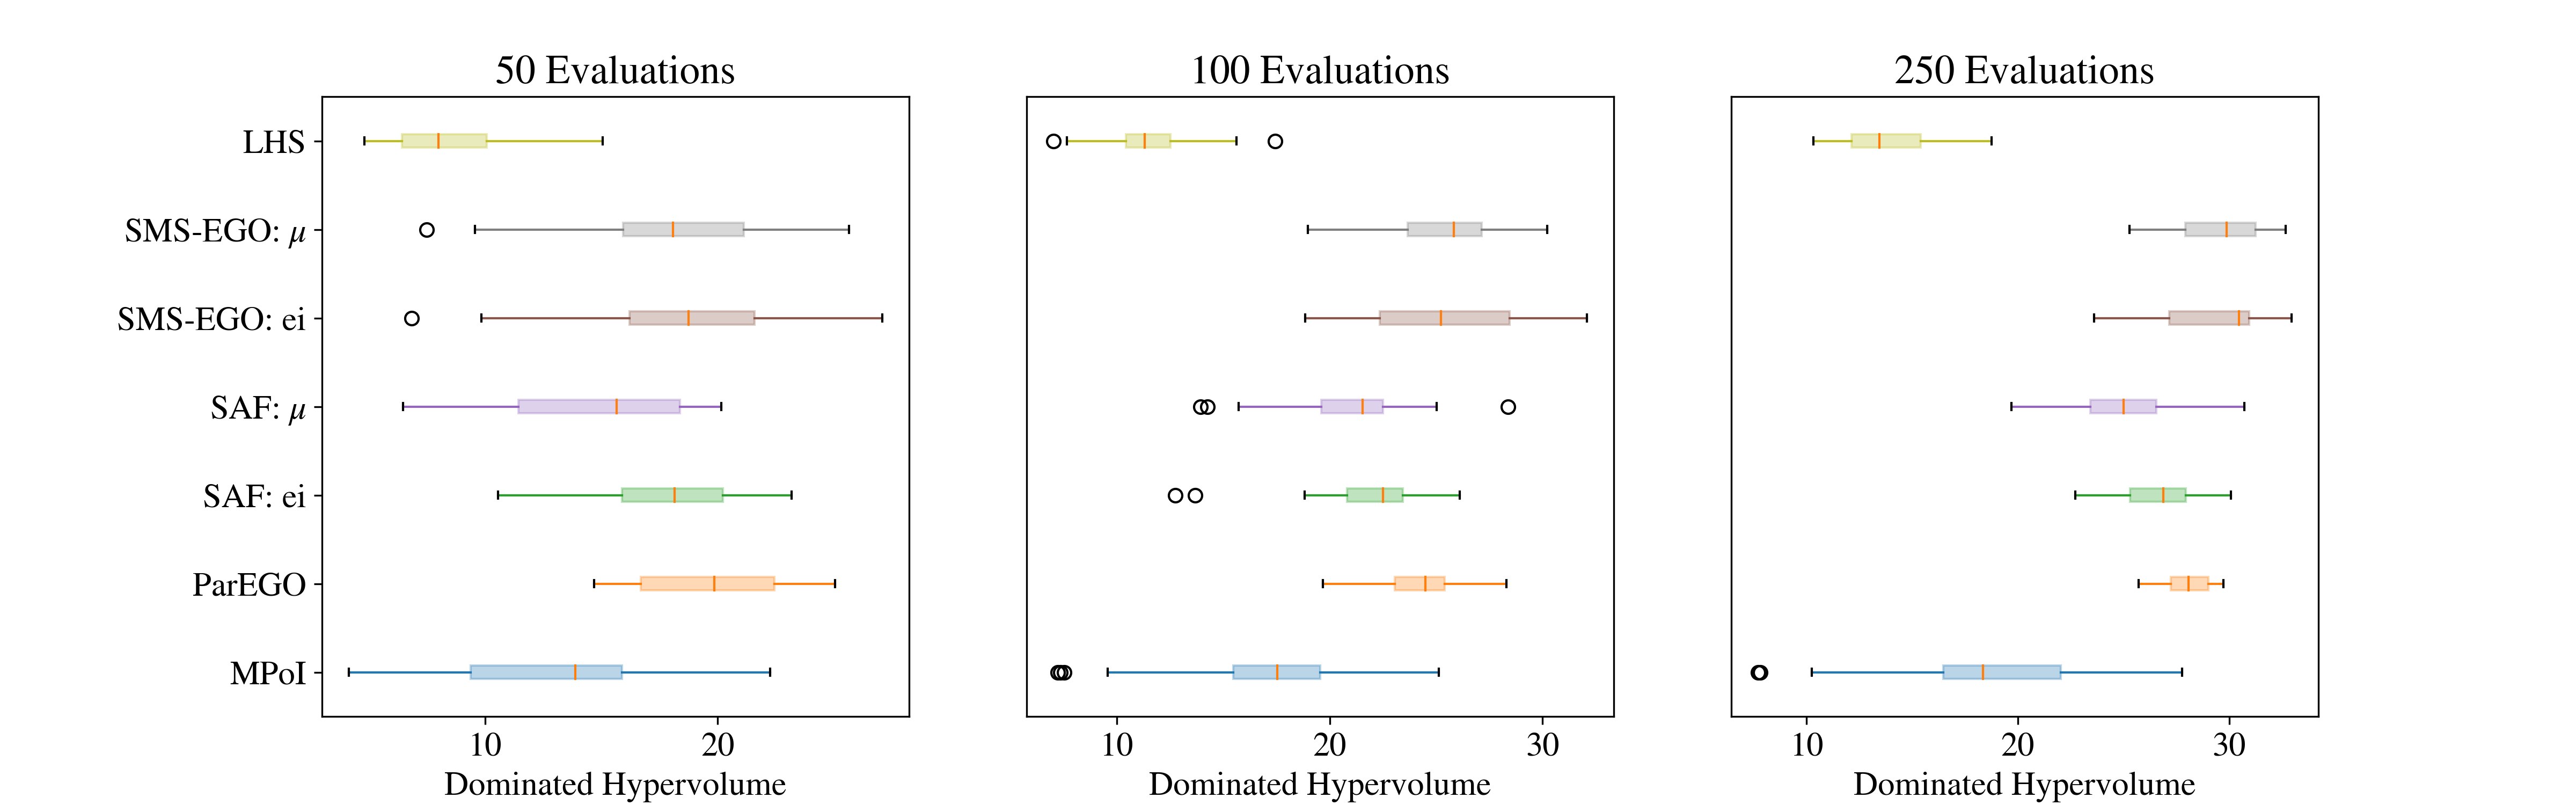 50 Evaluations
100 Evaluations
250 Evaluations
LHS
SMS-EGO: μ
SMS-EGO: ei
SAF: μ
SAF: ei
ParEGO
MPoI
10 20
10 20 30
10 20 30
Dominated Hypervolume
Dominated Hypervolume
Dominated Hypervolume